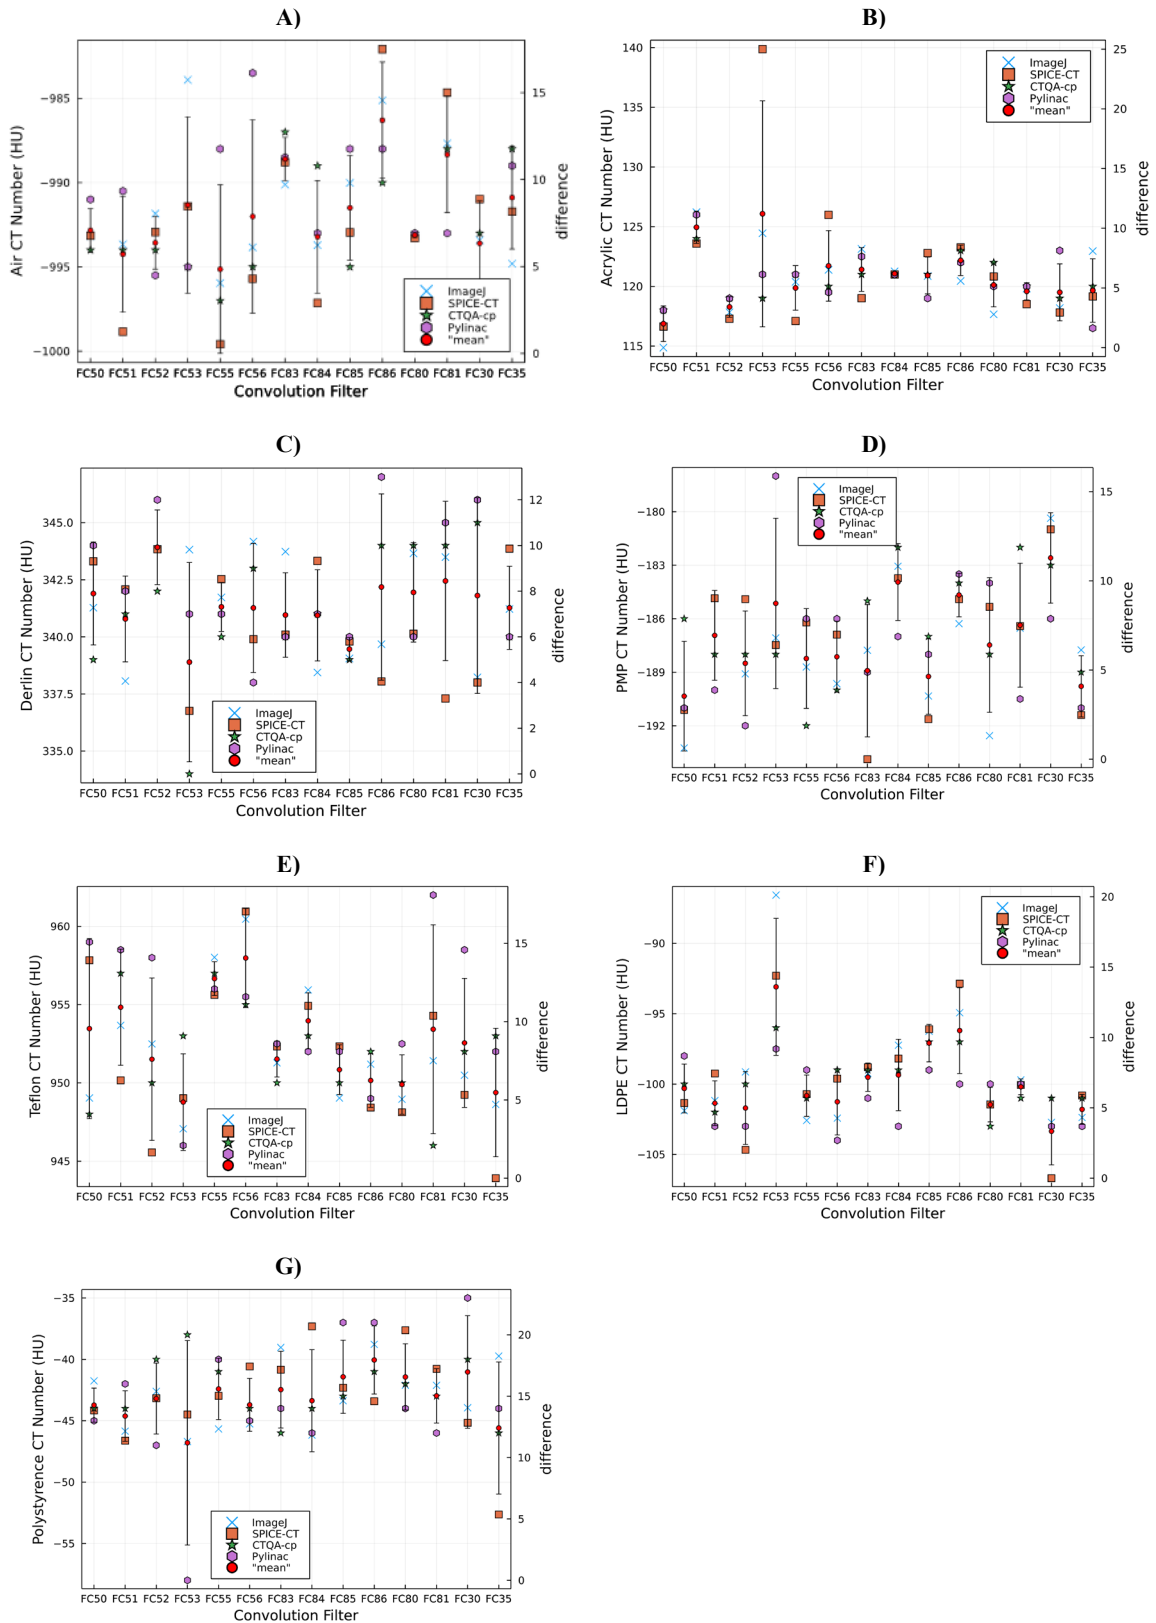 A)
−985
−990
−995
−1000
Air CT Number (HU)
15
10
5
0
difference
ImageJ
SPICE-CT
CTQA-cp
Pylinac
"mean"
FC50 FC51 FC52 FC53 FC55 FC56 FC83 FC84 FC85 FC86 FC80 FC81 FC30 FC35
Convolution Filter
B)
140
135
130
125
120
115
Acrylic CT Number (HU)
25
20
15
10
5
0
difference
ImageJ
SPICE-CT
CTQA-cp
Pylinac
"mean"
FC50 FC51 FC52 FC53 FC55 FC56 FC83 FC84 FC85 FC86 FC80 FC81 FC30 FC35
Convolution Filter
C)
345.0
342.5
340.0
337.5
335.0
Derlin CT Number (HU)
12
10
8
6
4
2
0
difference
ImageJ
SPICE-CT
CTQA-cp
Pylinac
"mean"
FC50 FC51 FC52 FC53 FC55 FC56 FC83 FC84 FC85 FC86 FC80 FC81 FC30 FC35
Convolution Filter
D)
−180
−183
−186
−189
−192
PMP CT Number (HU)
15
10
5
0
difference
ImageJ
SPICE-CT
CTQA-cp
Pylinac
"mean"
FC50 FC51 FC52 FC53 FC55 FC56 FC83 FC84 FC85 FC86 FC80 FC81 FC30 FC35
Convolution Filter
E)
960
955
950
945
Teflon CT Number (HU)
15
10
5
0
difference
ImageJ
SPICE-CT
CTQA-cp
Pylinac
"mean"
FC50 FC51 FC52 FC53 FC55 FC56 FC83 FC84 FC85 FC86 FC80 FC81 FC30 FC35
Convolution Filter
F)
−90
−95
−100
−105
LDPE CT Number (HU)
20
15
10
5
0
difference
ImageJ
SPICE-CT
CTQA-cp
Pylinac
"mean"
FC50 FC51 FC52 FC53 FC55 FC56 FC83 FC84 FC85 FC86 FC80 FC81 FC30 FC35
Convolution Filter
G)
−35
−40
−45
−50
−55
Polystyrence CT Number (HU)
20
15
10
5
0
difference
ImageJ
SPICE-CT
CTQA-cp
Pylinac
"mean"
FC50 FC51 FC52 FC53 FC55 FC56 FC83 FC84 FC85 FC86 FC80 FC81 FC30 FC35
Convolution Filter